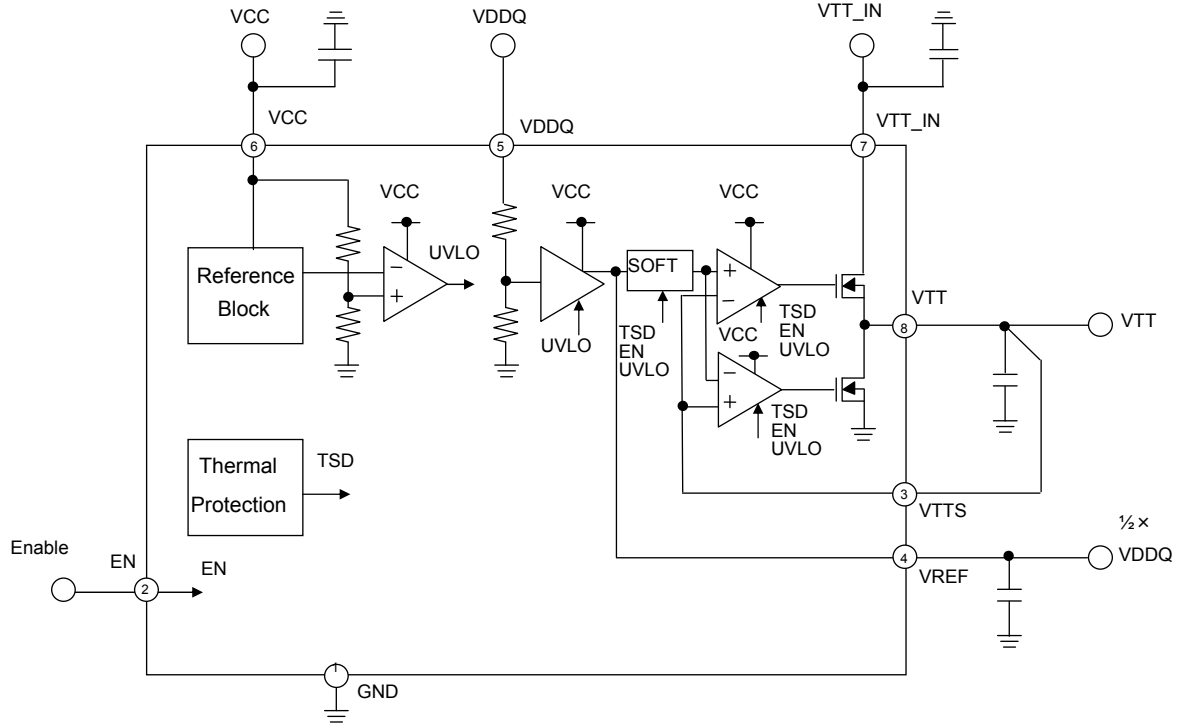 VCC
VDDQ
VTT_IN
VCC
VDDQ
VTT_IN
6
5
7
VCC
VCC
VCC
UVLO
Reference
Block
−
+
SOFT
+
−
UVLO
TSD
EN
UVLO
TSD
EN
UVLO
VCC
VTT
8
VTT
−
+
TSD
EN
UVLO
Thermal
Protection
TSD
3
VTTS
½ ×
VDDQ
4
VREF
Enable
EN
2
EN
1
GND